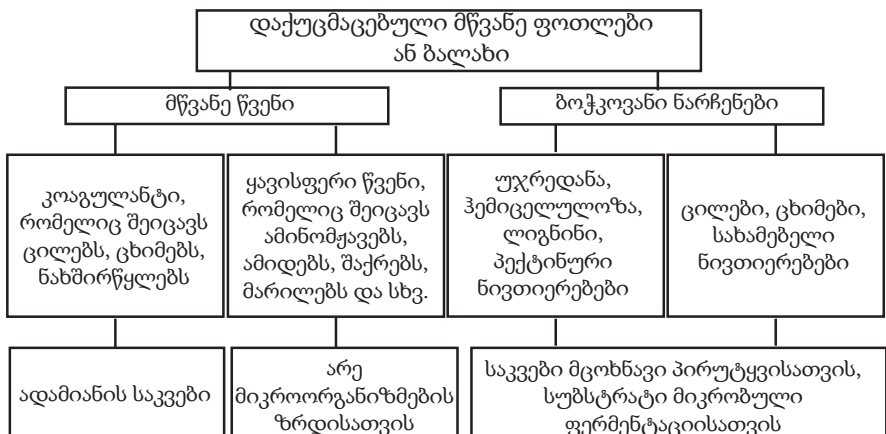 დაქუცმაცებული მწვანე ფოთლები
ან ბალახი
მწვანე წვენი
ბოჭკოვანი ნარჩენები
კოაგულანტი,
რომელიც შეიცავს
ცილებს, ცხიმებს,
ნახშირწყლებს
ყავისფერი წვენი,
რომელიც შეიცავს
ამინომჟავებს,
ამიდებს, შაქრებს,
მარილებს და სხვ.
უჯრედანა,
ჰემიცელულოზა,
ლიგნინი,
პექტინური
ნივთიერებები
ცილები, ცხიმები,
სახამებელი
ნივთიერებები
ადამიანის საკვები
არე
მიკროორგანიზმების
ზრდისათვის
საკვები მცოხნავი პირუტყვისათვის,
სუბსტრატი მიკრობული
ფერმენტაციისათვის